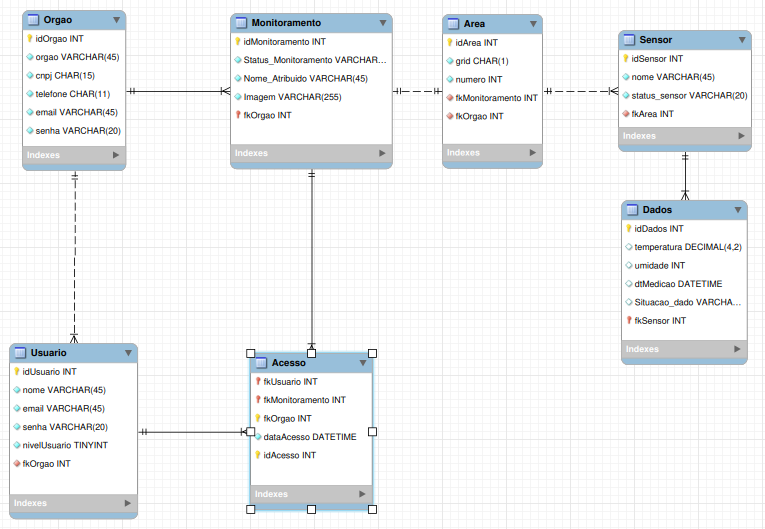 Orgao
idOrgao INT
orgao VARCHAR(45)
cnpj CHAR(15)
telefone CHAR(11)
email VARCHAR(45)
senha VARCHAR(20)
Indexes
Monitoramento
idMonitoramento INT
Status_Monitoramento VARCHAR...
Nome_Atribuido VARCHAR(45)
Imagem VARCHAR(255)
fkOrgao INT
Indexes
Area
idArea INT
grid CHAR(1)
numero INT
fkMonitoramento INT
fkOrgao INT
Indexes
Sensor
idSensor INT
nome VARCHAR(45)
status_sensor VARCHAR(20)
fkArea INT
Indexes
Dados
idDados INT
temperatura DECIMAL(4,2)
umidade INT
dtMedicao DATETIME
Situacao_dado VARCHA...
fkSensor INT
Indexes
Usuario
idUsuario INT
nome VARCHAR(45)
email VARCHAR(45)
senha VARCHAR(20)
nivelUsuario TINYINT
fkOrgao INT
Indexes
Acesso
fkUsuario INT
fkMonitoramento INT
fkOrgao INT
dataAcesso DATETIME
idAcesso INT
Indexes